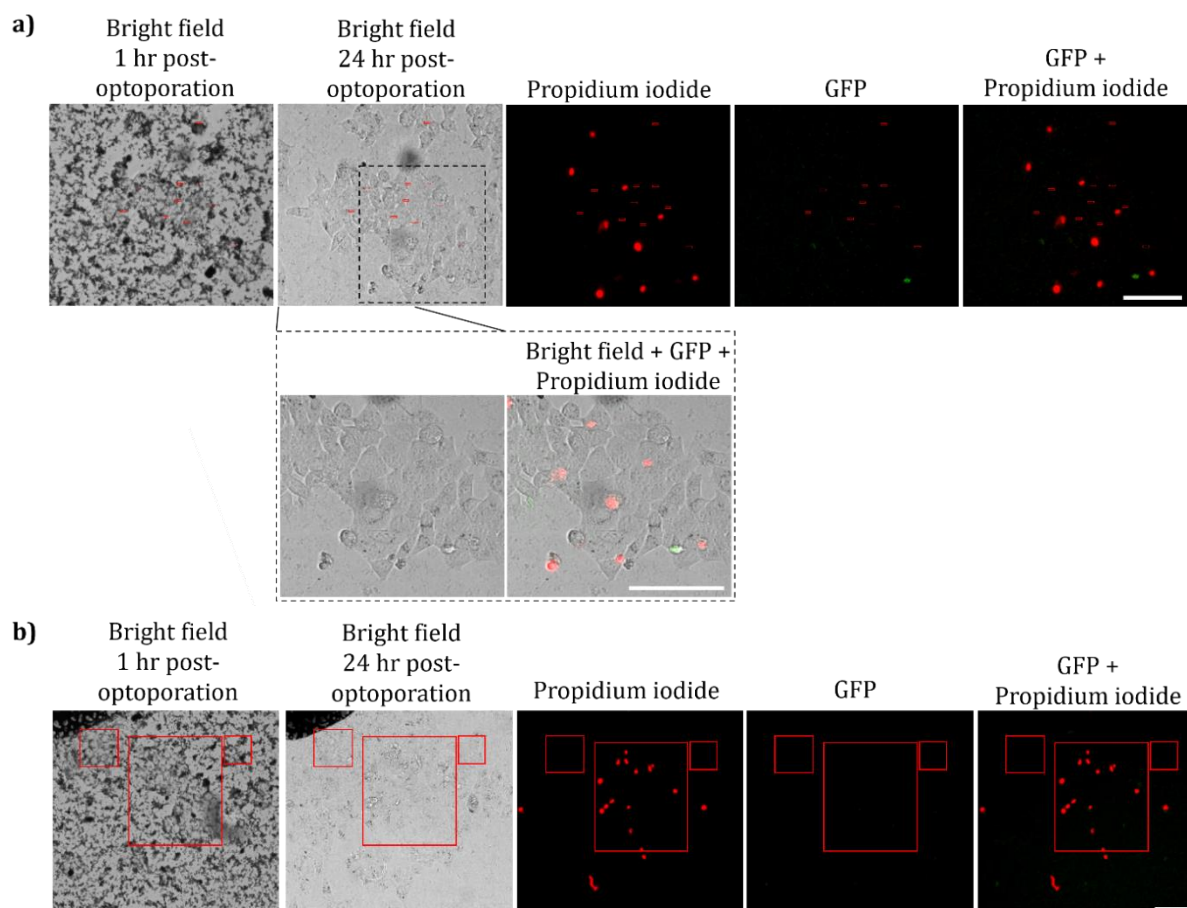 a)
Bright field
1 hr post-
optoporation
Bright field
24 hr post-
optoporation
Propidium iodide
GFP
GFP +
Propidium iodide
Bright field + GFP +
Propidium iodide
b)
Bright field
1 hr post-
optoporation
Bright field
24 hr post-
optoporation
Propidium iodide
GFP
GFP +
Propidium iodide